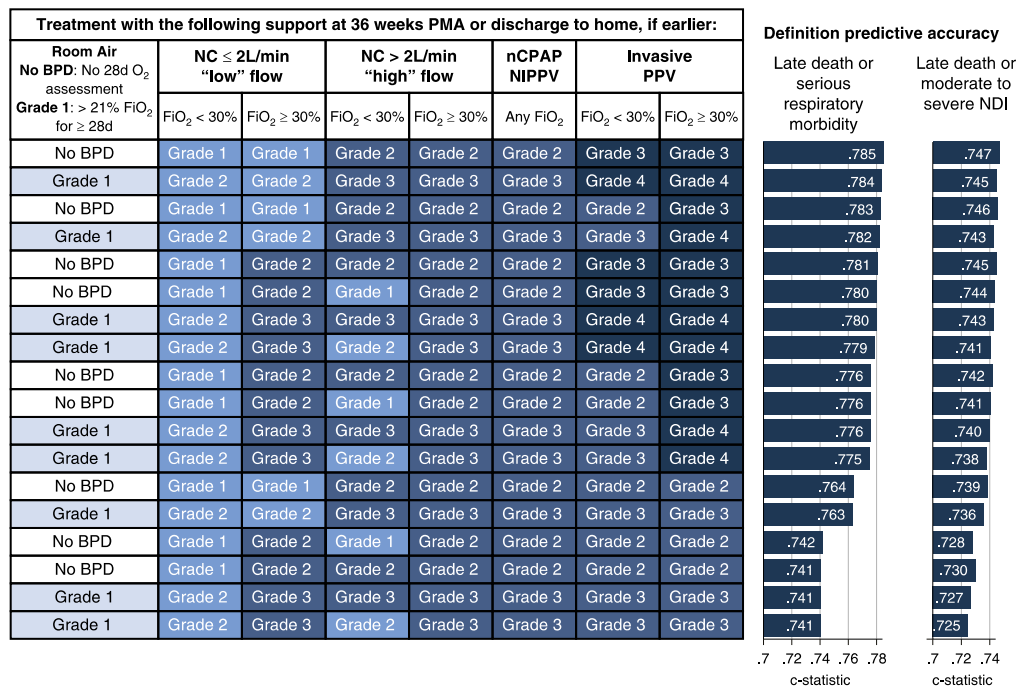 Treatment with the following support at 36 weeks PMA or discharge to home, if earlier:
Room Air
No BPD: No 28d O₂
assessment
Grade 1: > 21% FiO₂
for ≥ 28d
NC ≤ 2L/min
"low" flow
NC > 2L/min
"high" flow
nCPAP
NIPPV
Invasive
PPV
FiO₂ < 30% FiO₂ ≥ 30% FiO₂ < 30% FiO₂ ≥ 30% Any FiO₂ FiO₂ < 30% FiO₂ ≥ 30%
Definition predictive accuracy
Late death or
serious
respiratory
morbidity
Late death or
moderate to
severe NDI
No BPD Grade 1 Grade 1 Grade 2 Grade 2 Grade 2 Grade 3 Grade 3 .785 .747
Grade 1 Grade 2 Grade 2 Grade 3 Grade 3 Grade 3 Grade 4 Grade 4 .784 .745
No BPD Grade 1 Grade 1 Grade 2 Grade 2 Grade 2 Grade 2 Grade 3 .783 .746
Grade 1 Grade 2 Grade 2 Grade 3 Grade 3 Grade 3 Grade 3 Grade 4 .782 .743
No BPD Grade 1 Grade 2 Grade 2 Grade 2 Grade 2 Grade 3 Grade 3 .781 .745
No BPD Grade 1 Grade 2 Grade 1 Grade 2 Grade 2 Grade 3 Grade 3 .780 .744
Grade 1 Grade 2 Grade 3 Grade 3 Grade 3 Grade 3 Grade 4 Grade 4 .780 .743
Grade 1 Grade 2 Grade 3 Grade 2 Grade 3 Grade 3 Grade 4 Grade 4 .779 .741
No BPD Grade 1 Grade 2 Grade 2 Grade 2 Grade 2 Grade 2 Grade 3 .776 .742
No BPD Grade 1 Grade 2 Grade 1 Grade 2 Grade 2 Grade 2 Grade 3 .776 .741
Grade 1 Grade 2 Grade 3 Grade 3 Grade 3 Grade 3 Grade 3 Grade 4 .776 .740
Grade 1 Grade 2 Grade 3 Grade 2 Grade 3 Grade 3 Grade 3 Grade 4 .775 .738
No BPD Grade 1 Grade 1 Grade 2 Grade 2 Grade 2 Grade 2 Grade 2 .764 .739
Grade 1 Grade 2 Grade 2 Grade 3 Grade 3 Grade 3 Grade 3 Grade 3 .763 .736
No BPD Grade 1 Grade 2 Grade 1 Grade 2 Grade 2 Grade 2 Grade 2 .742 .728
No BPD Grade 1 Grade 2 Grade 2 Grade 2 Grade 2 Grade 2 Grade 2 .741 .730
Grade 1 Grade 2 Grade 3 Grade 3 Grade 3 Grade 3 Grade 3 Grade 3 .741 .727
Grade 1 Grade 2 Grade 3 Grade 2 Grade 3 Grade 3 Grade 3 Grade 3 .741 .725
.7 .72 .74 .76 .78 .7 .72 .74
c-statistic c-statistic